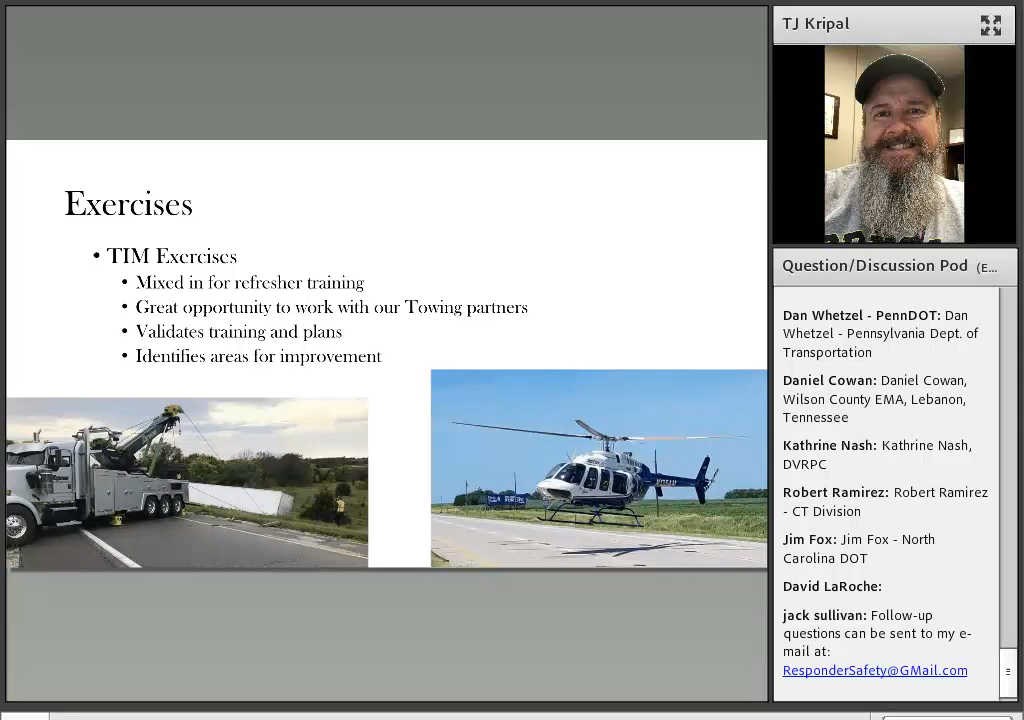 TJ Kripal
Exercises
• TIM Exercises
• Mixed in for refresher training
• Great opportunity to work with our Towing partners
• Validates training and plans
• Identifies areas for improvement
Question/Discussion Pod (E...
Dan Whetzel - PennDOT: Dan
Whetzel - Pennsylvania Dept. of
Transportation
Daniel Cowan: Daniel Cowan,
Wilson County EMA, Lebanon,
Tennessee
Kathrine Nash: Kathrine Nash,
DVRPC
Robert Ramirez: Robert Ramirez
- CT Division
Jim Fox: Jim Fox - North
Carolina DOT
David LaRoche:
jack sullivan: Follow-up
questions can be sent to my e-
mail at:
ResponderSafety@GMail.com